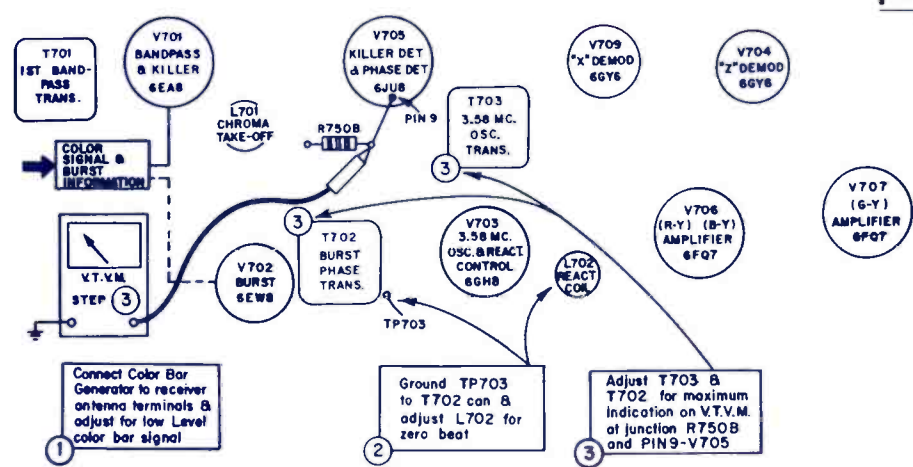 T701
1ST BAND-
PASS
TRANS.
V701
BANDPASS
& KILLER
6EA8
V705
KILLER DET
& PHASE DET
6JU8
PIN 9
V709
"X" DEMOD
6GY6
V704
"Z" DEMOD
6GY6
L701
CHROMA
TAKE-OFF
R750B
T703
3.58 MC.
OSC.
TRANS.
3
COLOR
SIGNAL &
BURST
INFORMATION
3
V.T.V.M.
STEP 3
V702
BURST
6EW8
T702
BURST
PHASE
TRANS.
TP703
V703
3.58 MC.
OSC. & REACT.
CONTROL
6GH8
L702
REACT
COIL
V706
(R-Y) (B-Y)
AMPLIFIER
6FQ7
V707
(G-Y)
AMPLIFIER
6FQ7
Connect Color Bar
Generator to receiver
antenna terminals &
adjust for low Level
color bar signal
1
Ground TP703
to T702 can &
adjust L702 for
zero beat
2
Adjust T703 &
T702 for maximum
indication on V.T.V.M.
at junction R750B
and PIN9-V705
3